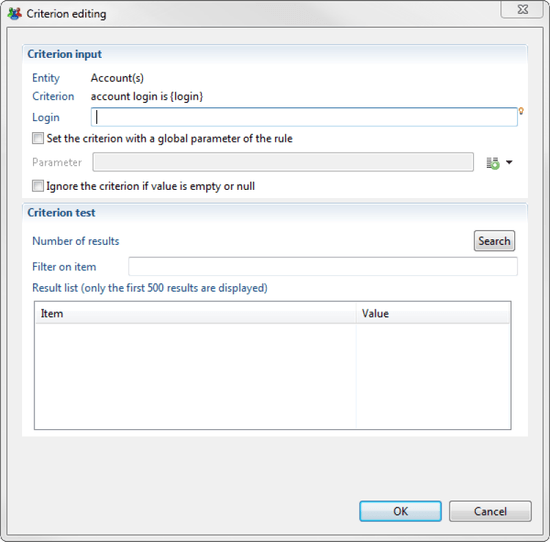 Criterion editing
Criterion input
Entity Account(s)
Criterion account login is {login}
Login
Set the criterion with a global parameter of the rule
Parameter
Ignore the criterion if value is empty or null
Criterion test
Number of results Search
Filter on item
Result list (only the first 500 results are displayed)
Item Value
OK Cancel